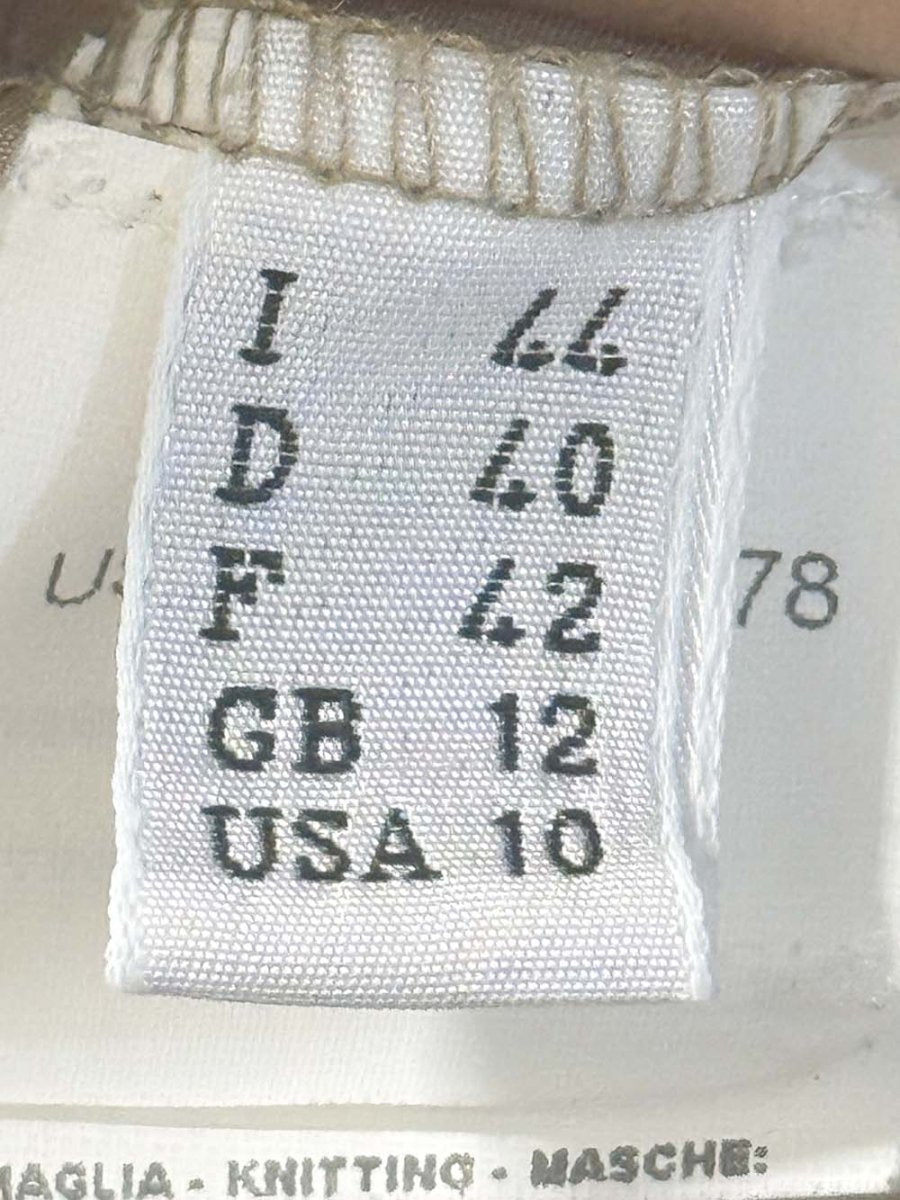 I 44
D 40
F 42
GB 12
USA 10
78
MAGLIA - KNITTING - MASCHE: